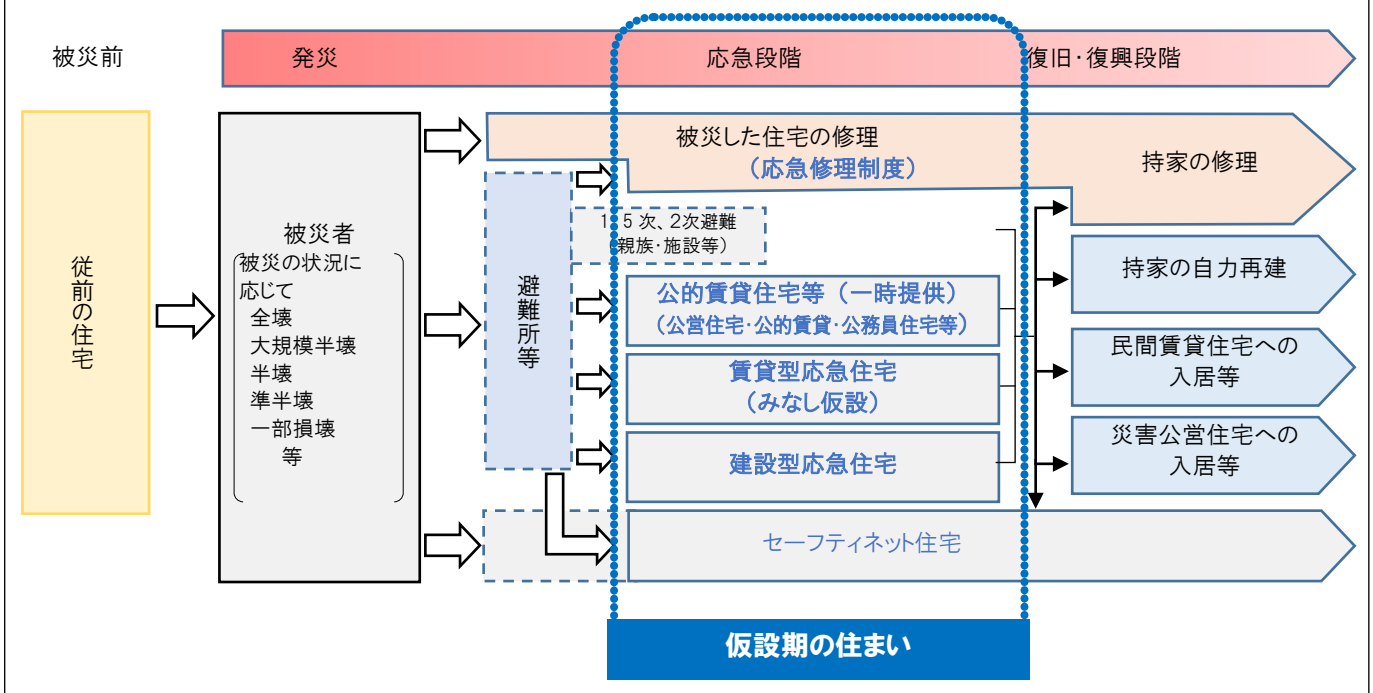 被災前
発災
応急段階
復旧・復興段階
従前の住宅
被災者
被災の状況に
応じて
全壊
大規模半壊
半壊
準半壊
一部損壊
等
避難所等
被災した住宅の修理
(応急修理制度)
1 5 次、2次避難
(親族・施設等)
公的賃貸住宅等(一時提供)
(公営住宅・公的賃貸・公務員住宅等)
賃貸型応急住宅
(みなし仮設)
建設型応急住宅
セーフティネット住宅
持家の修理
持家の自力再建
民間賃貸住宅への
入居等
災害公営住宅への
入居等
仮設期の住まい